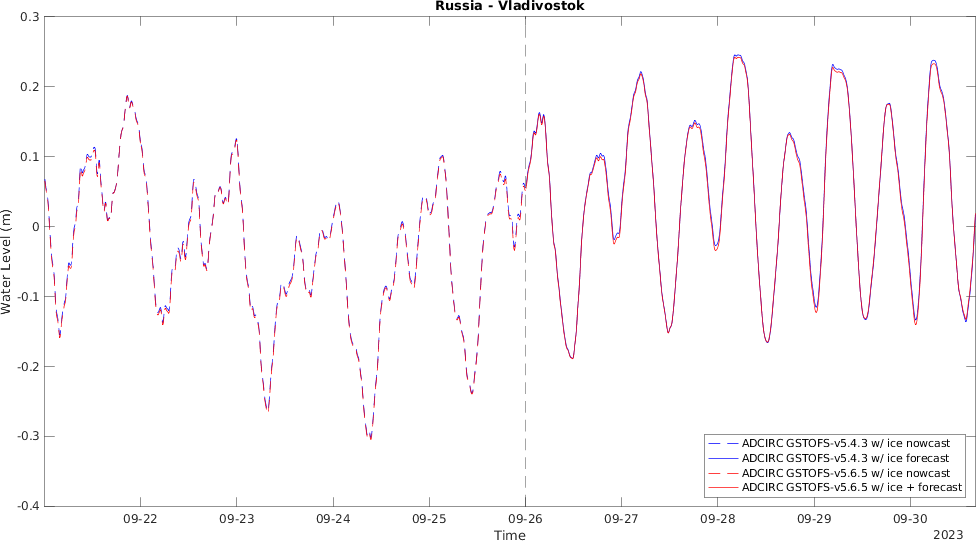 Russia - Vladivostok
0.3
0.2
0.1
0
-0.1
-0.2
-0.3
-0.4
Water Level (m)
ADCIRC GSTOFS-v5.4.3 w/ ice nowcast
ADCIRC GSTOFS-v5.4.3 w/ ice forecast
ADCIRC GSTOFS-v5.6.5 w/ ice nowcast
ADCIRC GSTOFS-v5.6.5 w/ ice + forecast
09-22 09-23 09-24 09-25 09-26 09-27 09-28 09-29 09-30
Time
2023